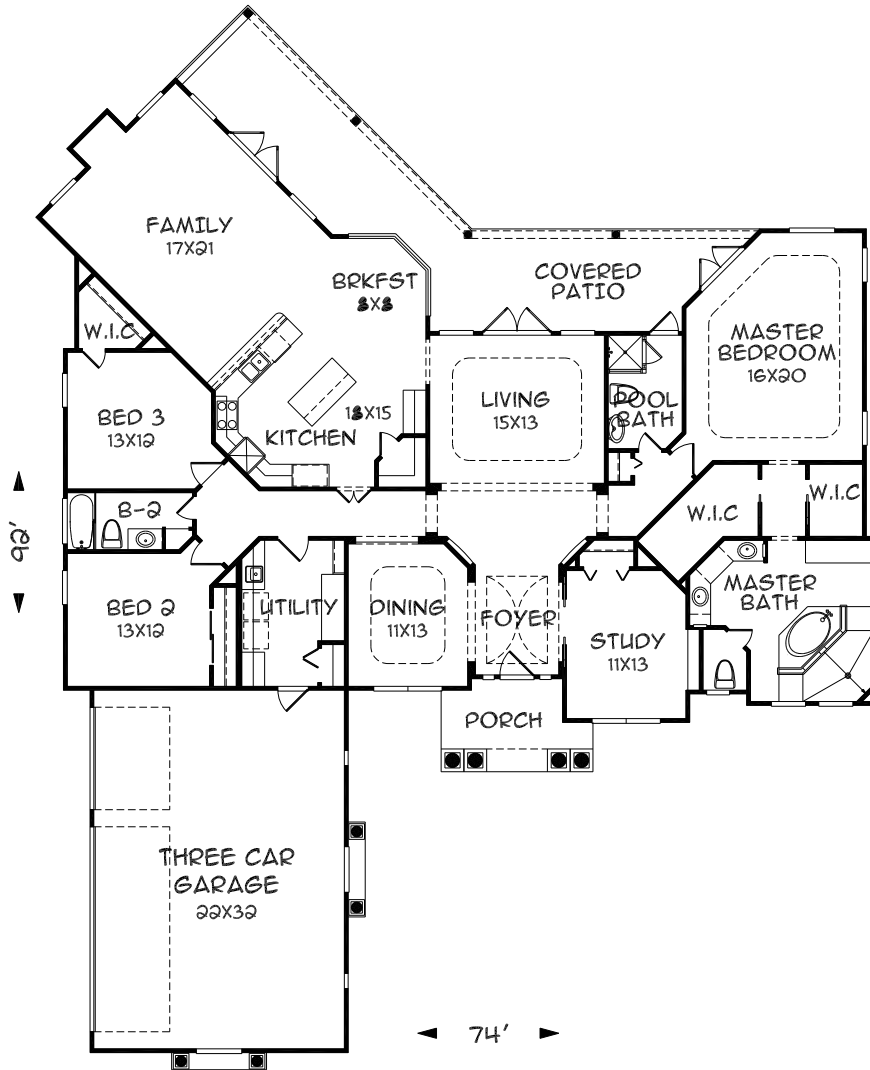 FAMILY
17X21
BRKFST
8X8
COVERED
PATIO
W.I.C
MASTER
BEDROOM
16X20
BED 3
13X12
LIVING
15X13
POOL
BATH
18X15
KITCHEN
W.I.C
W.I.C
B-2
92'
BED 2
13X12
UTILITY
DINING
11X13
FOYER
STUDY
11X13
MASTER
BATH
PORCH
THREE CAR
GARAGE
22X32
74'